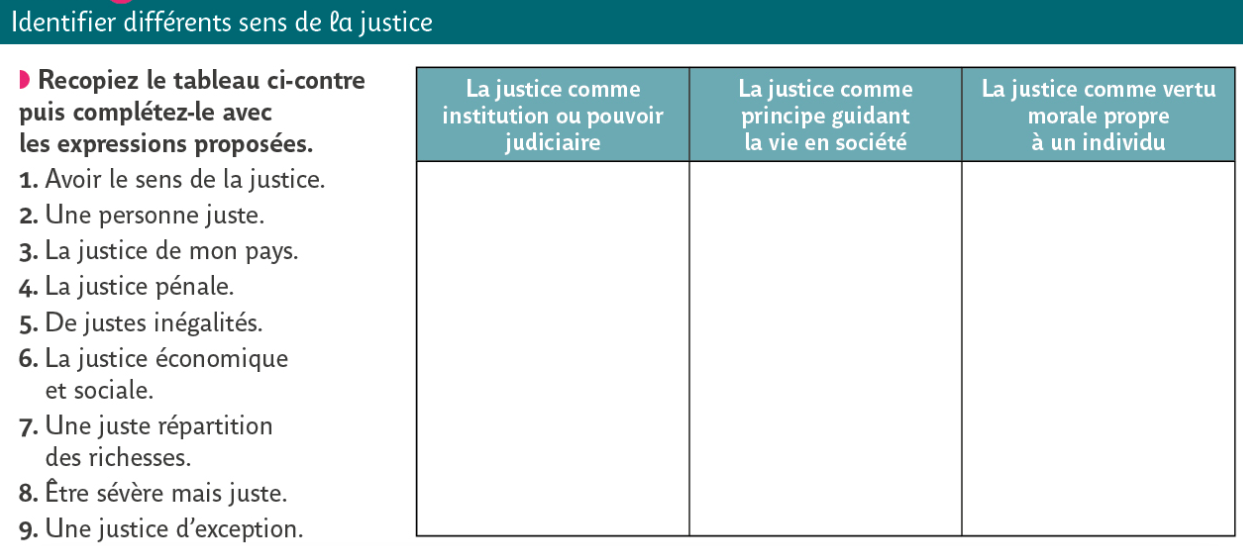 Identifier différents sens de la justice
Recopiez le tableau ci-contre
puis complétez-le avec
les expressions proposées.
1. Avoir le sens de la justice.
2. Une personne juste.
3. La justice de mon pays.
4. La justice pénale.
5. De justes inégalités.
6. La justice économique
et sociale.
7. Une juste répartition
des richesses.
8. Être sévère mais juste.
9. Une justice d’exception.
La justice comme
institution ou pouvoir
judiciaire
La justice comme
principe guidant
la vie en société
La justice comme vertu
morale propre
à un individu